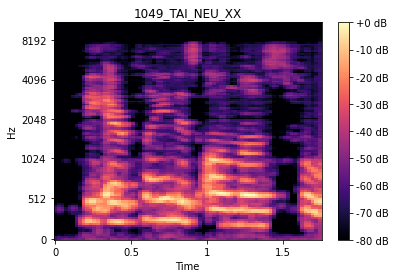 1049_TAI_NEU_XX
+0 dB
8192
-10 dB
4096
-20 dB
-30 dB
2048
Hz
-40 dB
1024
-50 dB
512
-60 dB
-70 dB
0
-80 dB
0
0.5
1
1.5
Time